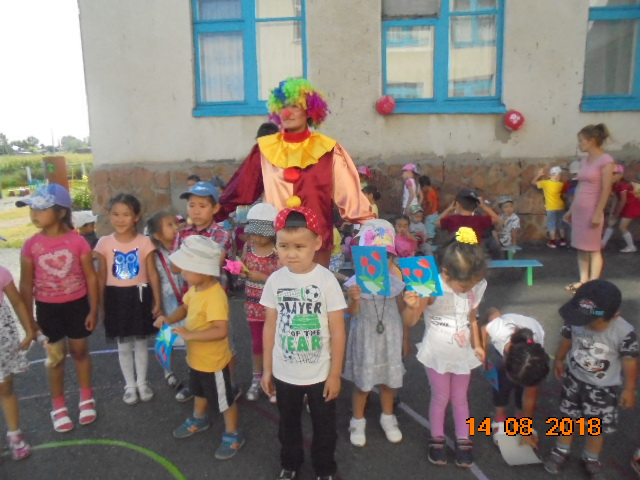 PLAYER
OF THE
YEAR
14 08 2018